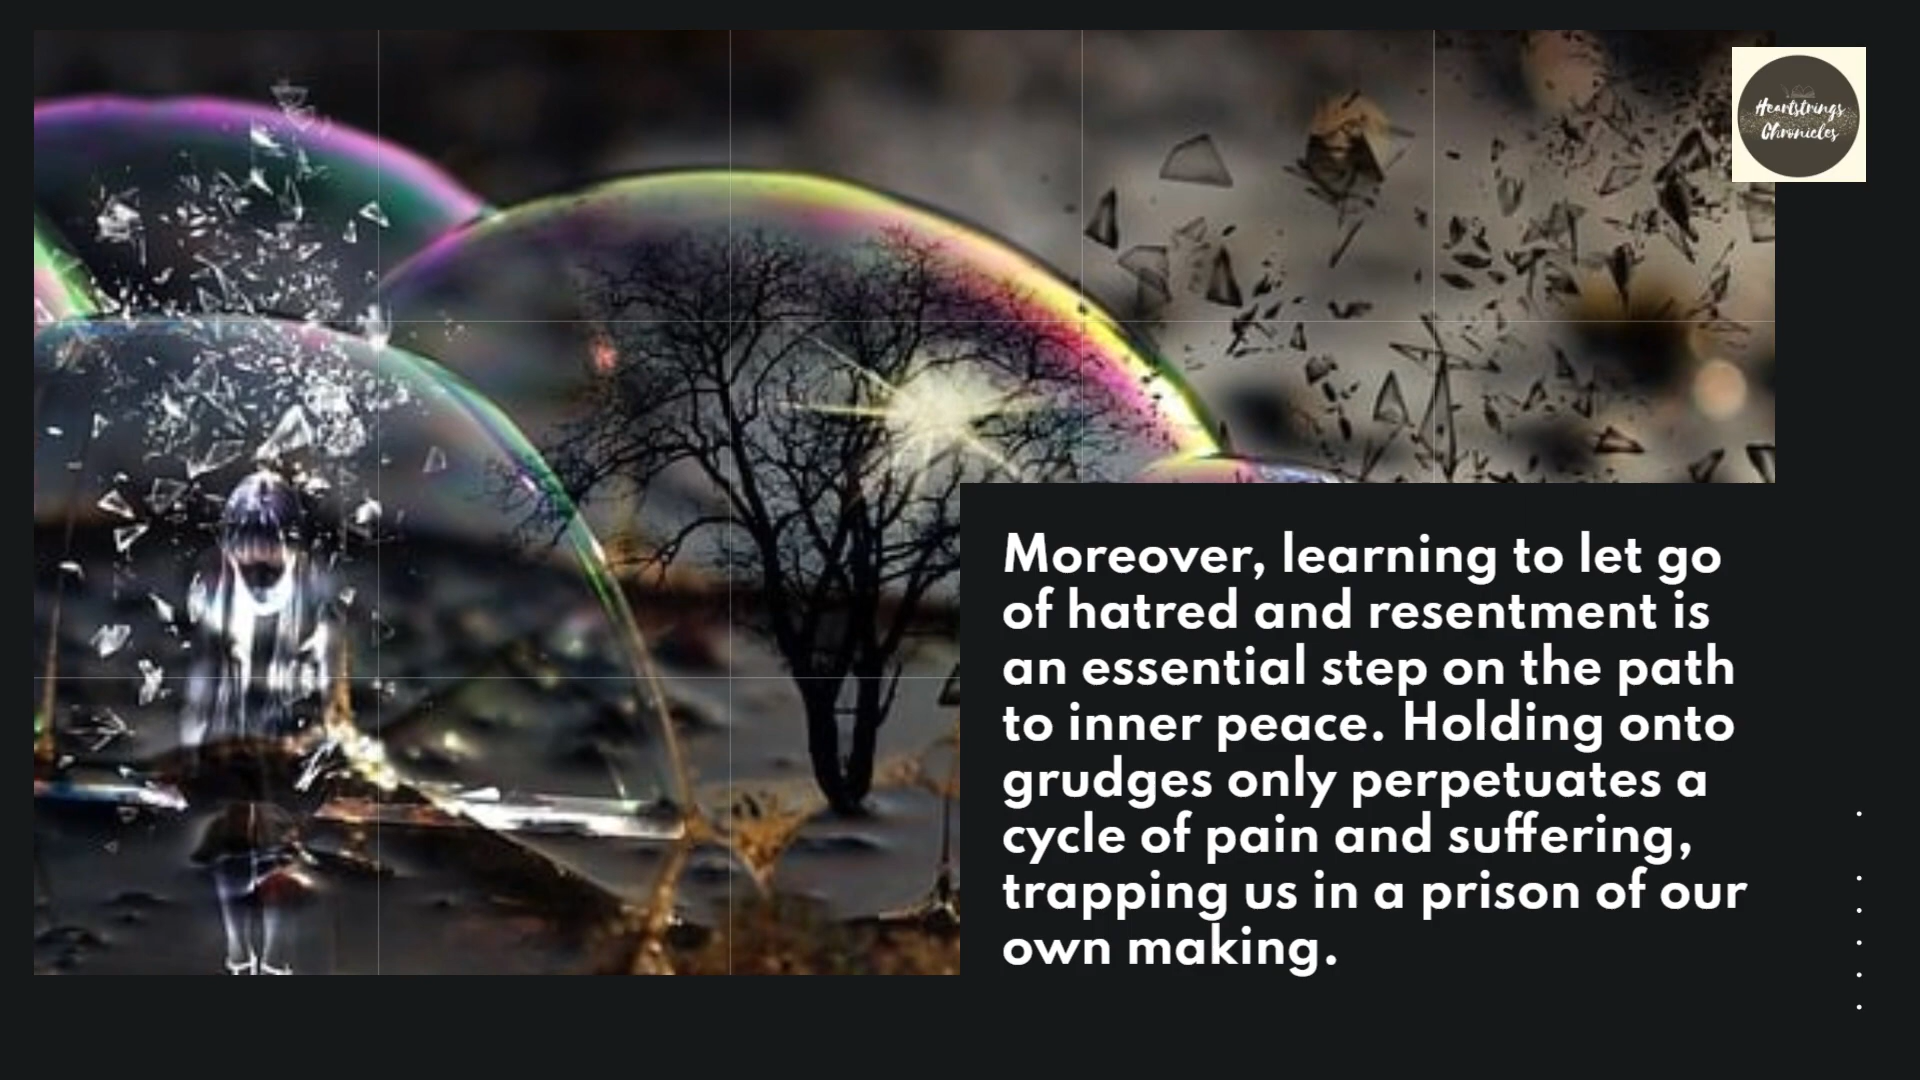 Heartstrings
Chronicles
Moreover, learning to let go
of hatred and resentment is
an essential step on the path
to inner peace. Holding onto
grudges only perpetuates a
cycle of pain and suffering,
trapping us in a prison of our
own making.